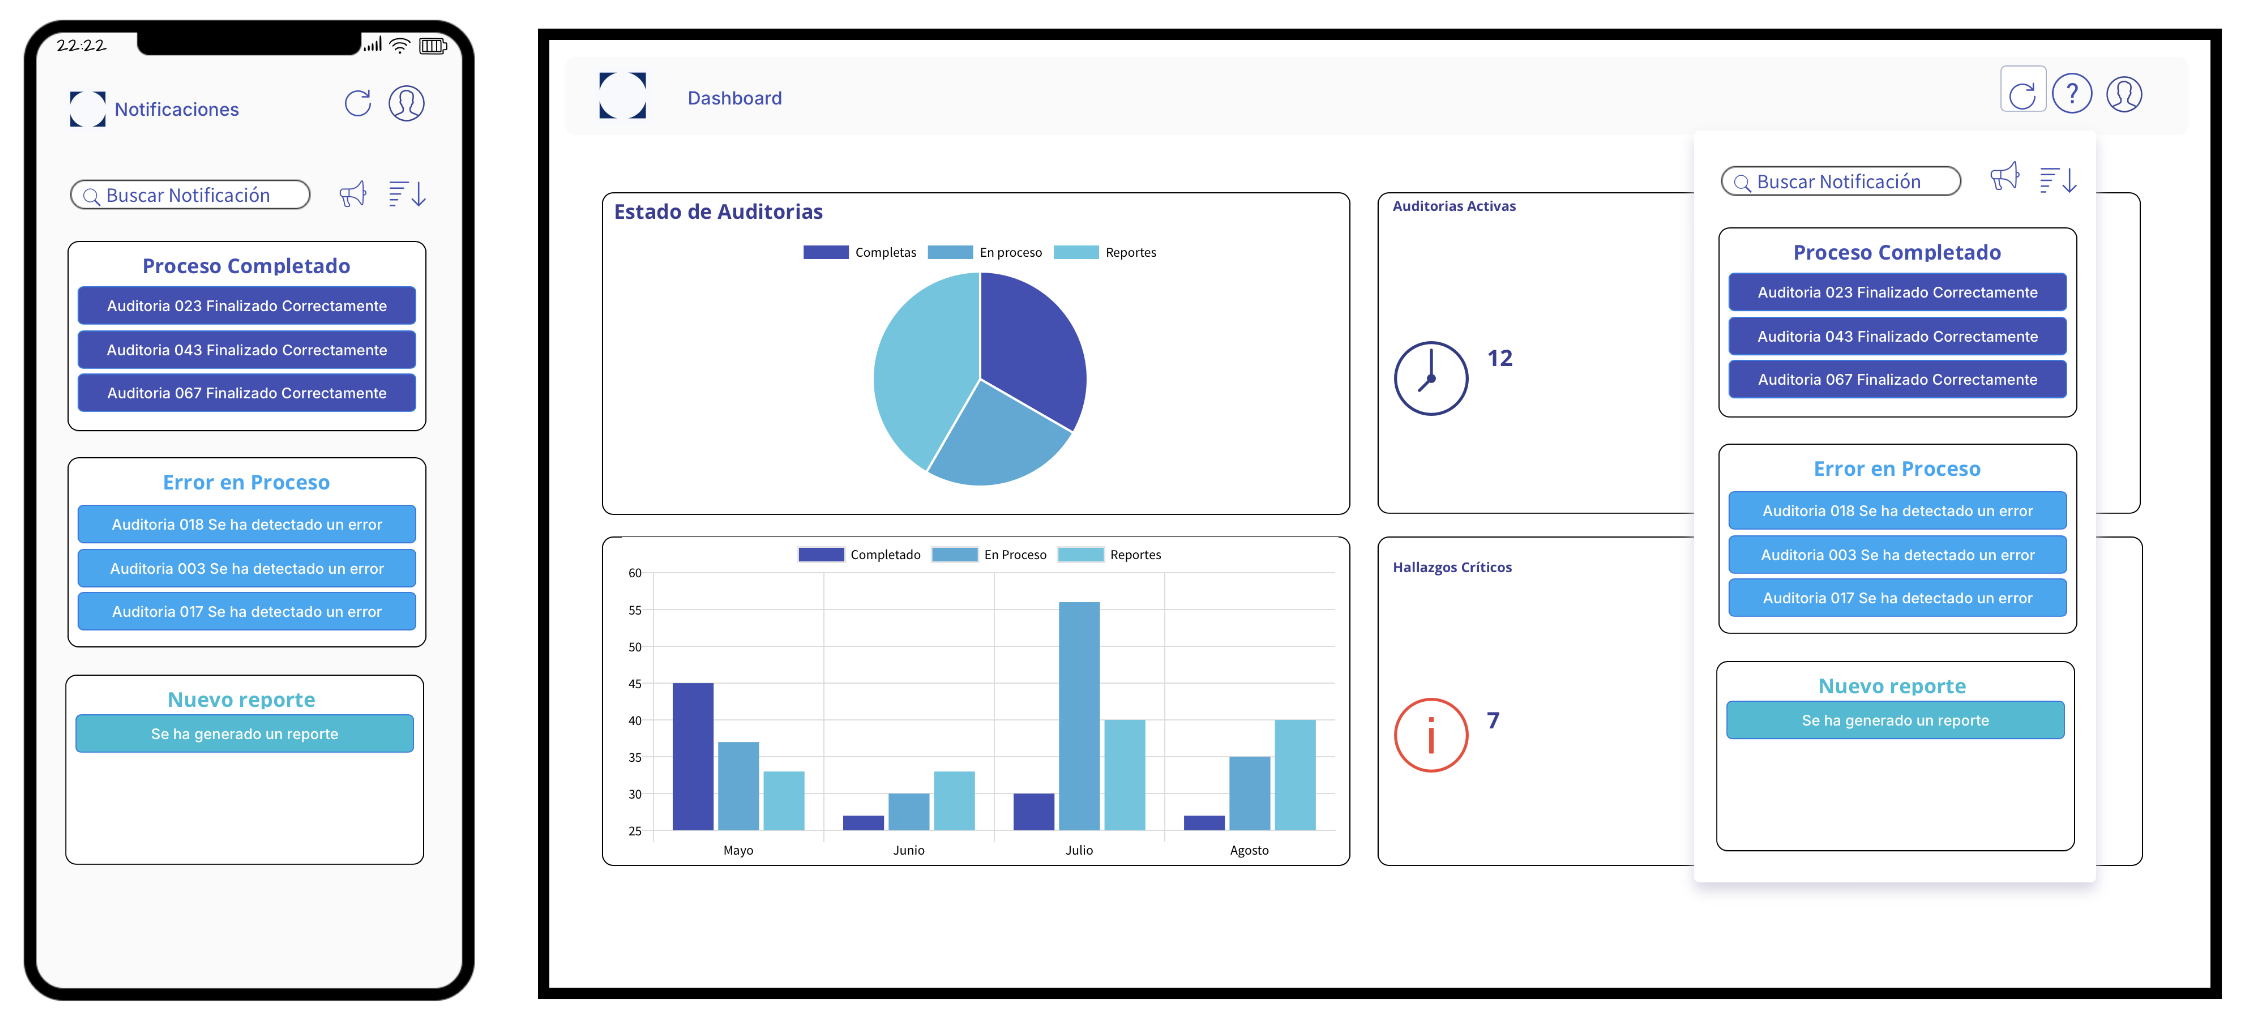 22:22
Notificaciones
Buscar Notificación
Proceso Completado
Auditoria 023 Finalizado Correctamente
Auditoria 043 Finalizado Correctamente
Auditoria 067 Finalizado Correctamente
Error en Proceso
Auditoria 018 Se ha detectado un error
Auditoria 003 Se ha detectado un error
Auditoria 017 Se ha detectado un error
Nuevo reporte
Se ha generado un reporte
Dashboard
?
Estado de Auditorias
Completas En proceso Reportes
Completado En Proceso Reportes
60
55
50
45
40
35
30
25
Mayo Junio Julio Agosto
Auditorias Activas
12
Hallazgos Críticos
i
7
Buscar Notificación
Proceso Completado
Auditoria 023 Finalizado Correctamente
Auditoria 043 Finalizado Correctamente
Auditoria 067 Finalizado Correctamente
Error en Proceso
Auditoria 018 Se ha detectado un error
Auditoria 003 Se ha detectado un error
Auditoria 017 Se ha detectado un error
Nuevo reporte
Se ha generado un reporte